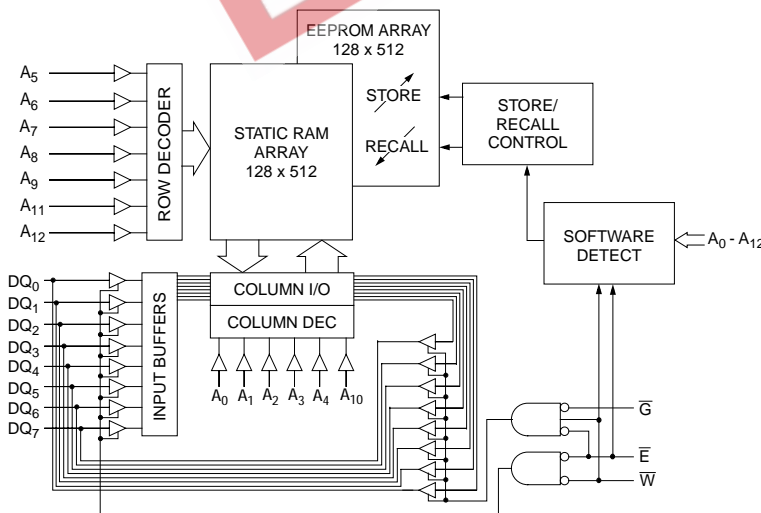 EEPROM ARRAY
128 x 512
STORE
RECALL
STATIC RAM
ARRAY
128 x 512
STORE/
RECALL
CONTROL
A5
A6
A7
A8
A9
A11
A12
ROW DECODER
SOFTWARE
DETECT
A0 - A12
DQ0
DQ1
DQ2
DQ3
DQ4
DQ5
DQ6
DQ7
INPUT BUFFERS
COLUMN I/O
COLUMN DEC
A0 A1 A2 A3 A4 A10
G̅
E̅
W̅